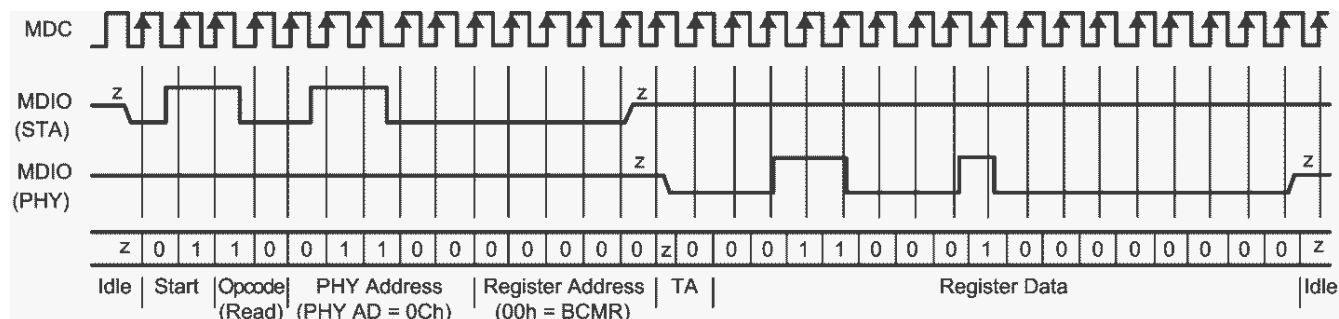 MDC
z z
MDIO
(STA)
z z
MDIO
(PHY)
z 0 1 1 0 0 1 1 0 0 0 0 0 0 0 z 0 0 0 1 1 0 0 0 1 0 0 0 0 0 0 0 0 z
Idle Start Opcode PHY Address Register Address TA Register Data Idle
(Read) (PHY AD = 0Ch) (00h = BCMR)